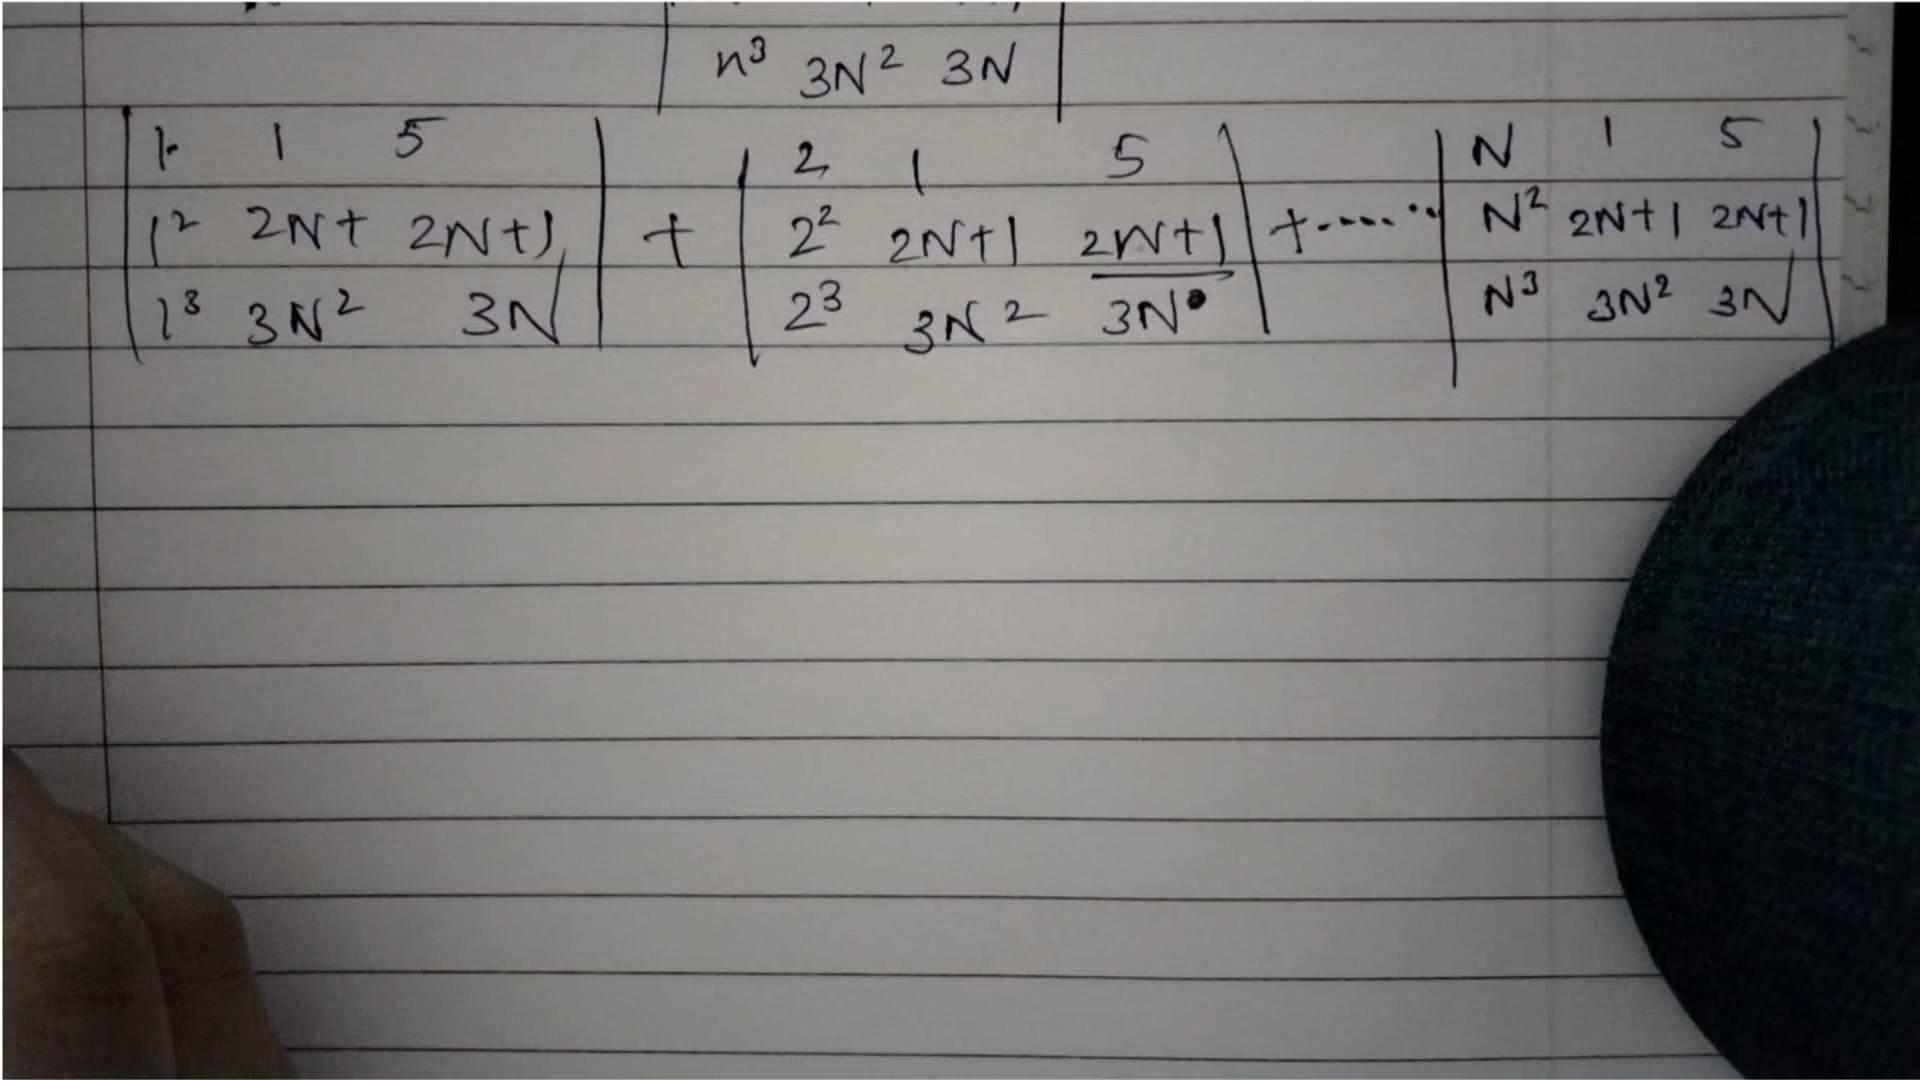 n³ 3N² 3N
| 1 1 5 | | 2 1 5 | | N 1 5 |
| 1² 2N+ 2N+1 | + | 2² 2N+1 2N+1 | +...... | N² 2N+1 2N+1 |
| 1³ 3N² 3N | | 2³ 3N² 3N | | N³ 3N² 3N |